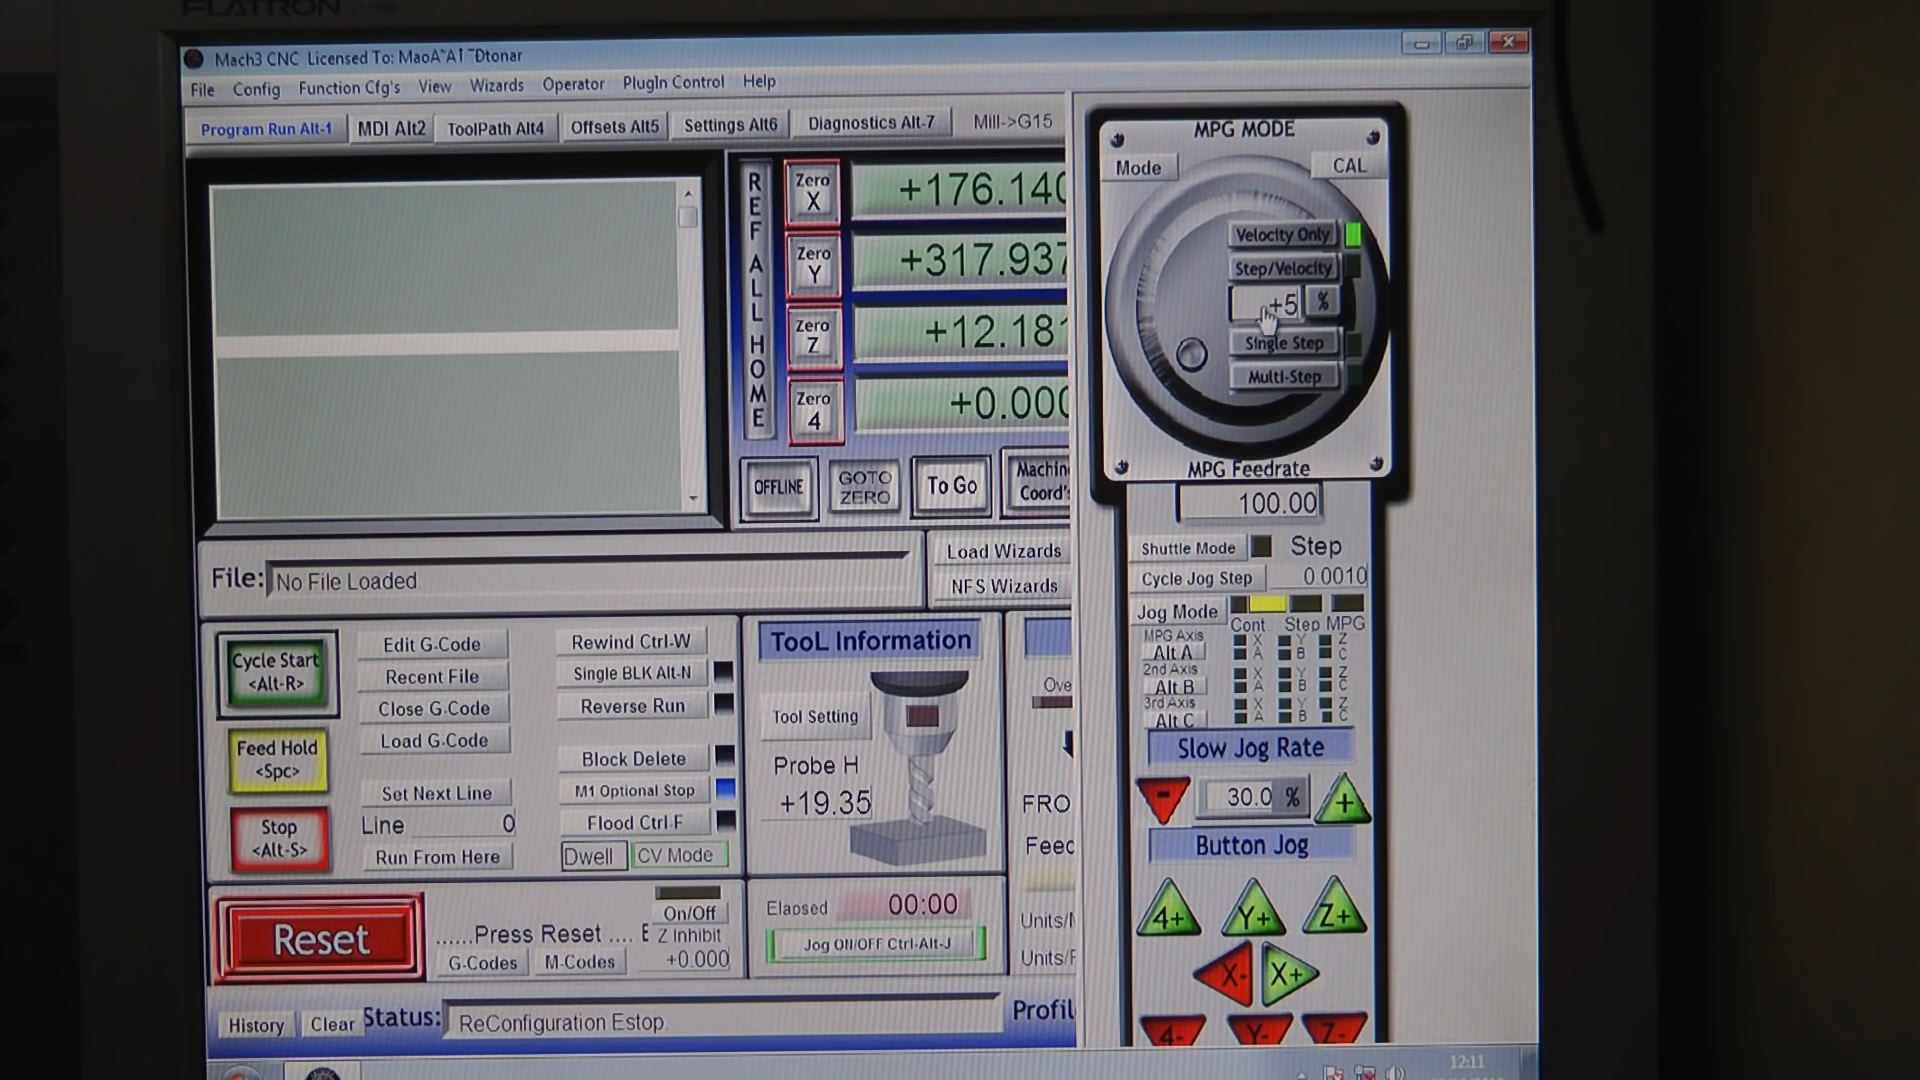 FLATRON
Mach3 CNC Licensed To: MaoA~A1 ¯Dtonar
File Config Function Cfg's View Wizards Operator PlugIn Control Help
Program Run Alt-1 MDI Alt2 ToolPath Alt4 Offsets Alt5 Settings Alt6 Diagnostics Alt-7 Mill->G15
REF ALL HOME
Zero X +176.140
Zero Y +317.937
Zero Z +12.181
Zero 4 +0.000
OFFLINE
GOTO ZERO
To Go
Machin
Coord'
File: No File Loaded.
Load Wizards
NFS Wizards
Cycle Start
<Alt-R>
Feed Hold
<Spc>
Stop
<Alt-S>
Edit G-Code
Recent File
Close G-Code
Load G-Code
Set Next Line
Line 0
Run From Here
Rewind Ctrl-W
Single BLK Alt-N
Reverse Run
Block Delete
M1 Optional Stop
Flood Ctrl-F
Dwell CV Mode
TooL Information
Tool Setting
Probe H
+19.35
Ove
FRO
Feed
Units/
Units/
Reset
......Press Reset .... E
G-Codes M-Codes
On/Off
Z Inhibit
+0.000
Elapsed 00:00
Jog ON/OFF Ctrl-Alt-J
History Clear Status: ReConfiguration Estop.
Profil
MPG MODE
Mode CAL
Velocity Only
Step/Velocity
+5 %
Single Step
Multi-Step
MPG Feedrate
100.00
Shuttle Mode Step
Cycle Jog Step 0.0010
Jog Mode
Cont Step MPG
MPG Axis X Y Z
Alt A A B C
2nd Axis X Y Z
Alt B A B C
3rd Axis X Y Z
Alt C A B C
Slow Jog Rate
- 30.0 % +
Button Jog
4+ Y+ Z+
X- X+
4- Y- Z-
12:11